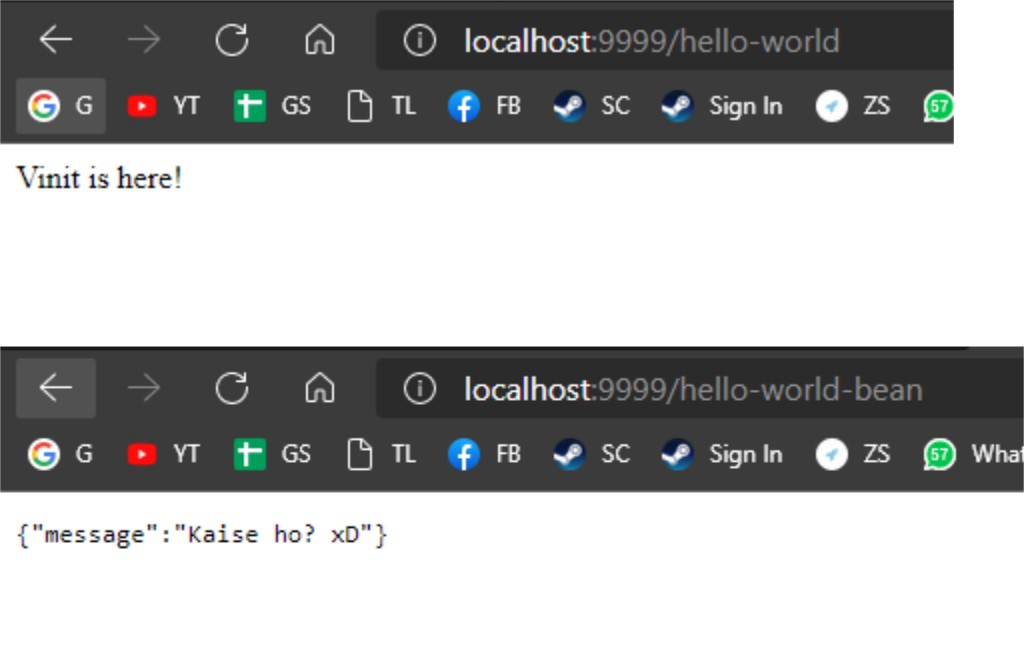 localhost:9999/hello-world
G YT GS TL FB SC Sign In ZS 57
Vinit is here!
localhost:9999/hello-world-bean
G YT GS TL FB SC Sign In ZS 57 What
{"message":"Kaise ho? xD"}